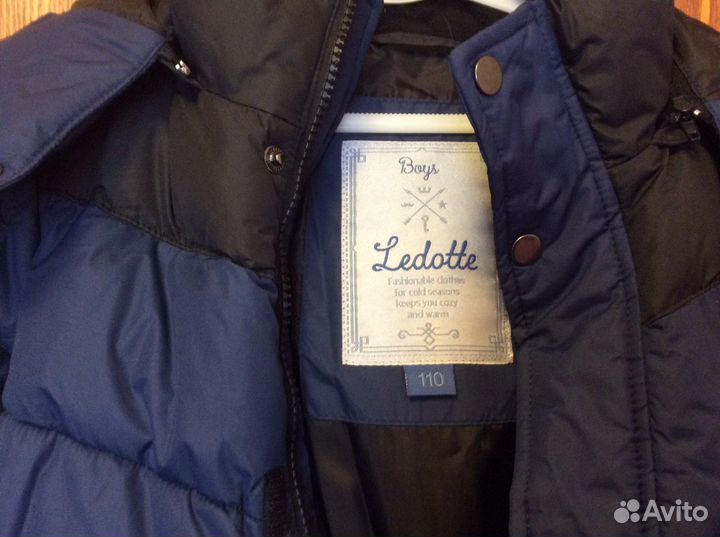 Boys
Ledotte
Fashionable clothes
for cold seasons
keeps you cozy
and warm
110
Avito